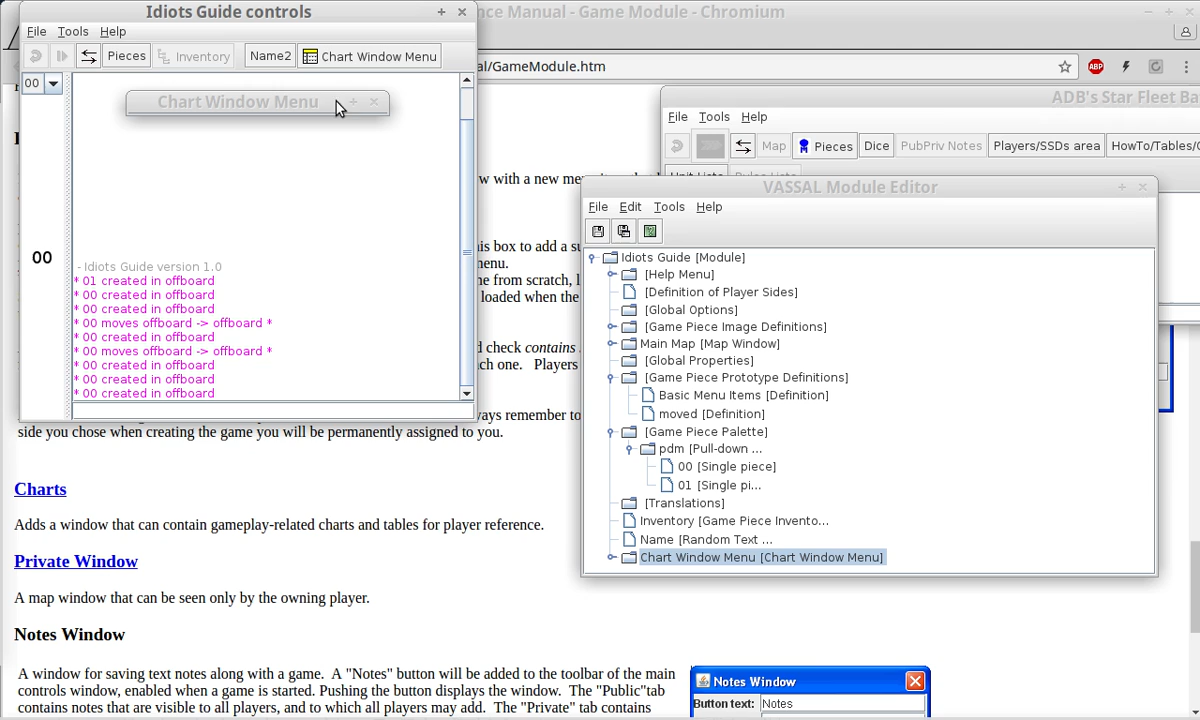 Idiots Guide controls
File Tools Help
Pieces Inventory Name2 Chart Window Menu
00
Chart Window Menu
00
- Idiots Guide version 1.0
* 01 created in offboard
* 00 created in offboard
* 00 created in offboard
* 00 moves offboard -> offboard *
* 00 created in offboard
* 00 moves offboard -> offboard *
* 00 created in offboard
* 00 created in offboard
* 00 created in offboard
nce Manual - Game Module - Chromium
al/GameModule.htm
ABP
ADB's Star Fleet Ba
File Tools Help
Map Pieces Dice PubPriv Notes Players/SSDs area HowTo/Tables/
w with a new me
is box to add a su
enu.
ne from scratch, l
loaded when the
d check contains
ch one. Players
ways remember to
side you chose when creating the game you will be permanently assigned to you.
VASSAL Module Editor
File Edit Tools Help
Idiots Guide [Module]
[Help Menu]
[Definition of Player Sides]
[Global Options]
[Game Piece Image Definitions]
Main Map [Map Window]
[Global Properties]
[Game Piece Prototype Definitions]
Basic Menu Items [Definition]
moved [Definition]
[Game Piece Palette]
pdm [Pull-down ...
00 [Single piece]
01 [Single pi...
[Translations]
Inventory [Game Piece Invento...
Name [Random Text ...
Chart Window Menu [Chart Window Menu]
Charts
Adds a window that can contain gameplay-related charts and tables for player reference.
Private Window
A map window that can be seen only by the owning player.
Notes Window
A window for saving text notes along with a game. A "Notes" button will be added to the toolbar of the main
controls window, enabled when a game is started. Pushing the button displays the window. The "Public"tab
contains notes that are visible to all players, and to which all players may add. The "Private" tab contains
Notes Window
Button text: Notes